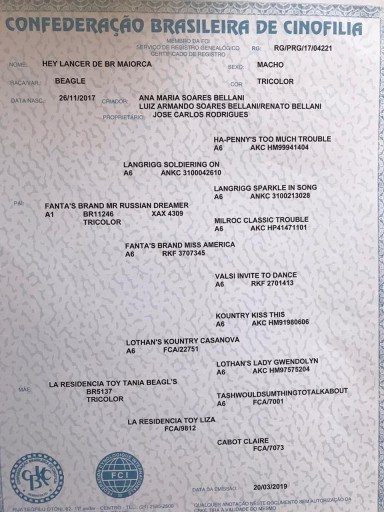 CONFEDERAÇÃO BRASILEIRA DE CINOFILIA
MEMBRO DA FCI
SERVIÇO DE REGISTRO GENEALÓGICO
CERTIFICADO DE REGISTRO
RG: RG/PRG/17/04221
NOME: HEY LANCER DE BR MAIORCA SEXO: MACHO
RAÇA/VAR.: BEAGLE COR: TRICOLOR
DATA/NASC.: 26/11/2017 CRIADOR: ANA MARIA SOARES BELLANI
LUIZ ARMANDO SOARES BELLANI/RENATO BELLANI
PROPRIETÁRIO: JOSE CARLOS RODRIGUES
HA-PENNY'S TOO MUCH TROUBLE
A6 AKC HM99941404
LANGRIGG SOLDIERING ON
A6 ANKC 3100042610
LANGRIGG SPARKLE IN SONG
A6 AKC 3100213028
PAI: FANTA'S BRAND MR RUSSIAN DREAMER
A1 BR11246 XAX 4309
TRICOLOR
MILROC CLASSIC TROUBLE
A6 AKC HP41471101
FANTA'S BRAND MISS AMERICA
A6 RKF 3707345
VALSI INVITE TO DANCE
A6 RKF 2701413
KOUNTRY KISS THIS
A6 AKC HM91980606
LOTHAN'S KOUNTRY CASANOVA
A6 FCA/22751
LOTHAN'S LADY GWENDOLYN
A6 AKC HM97575204
MÃE: LA RESIDENCIA TOY TANIA BEAGL'S
BR5137
TRICOLOR
TASHWOULDSUMTHINGTOTALKABOUT
A6 FCA/7001
LA RESIDENCIA TOY LIZA
FCA/9812
CABOT CLAIRE
FCA/7073
CBKC
FCI
DATA DA EMISSÃO: 20/03/2019
QUALQUER ANOTAÇÃO NESTE DOCUMENTO SEM AUTORIZAÇÃO DA
CBKC TIRA A VALIDADE DO MESMO